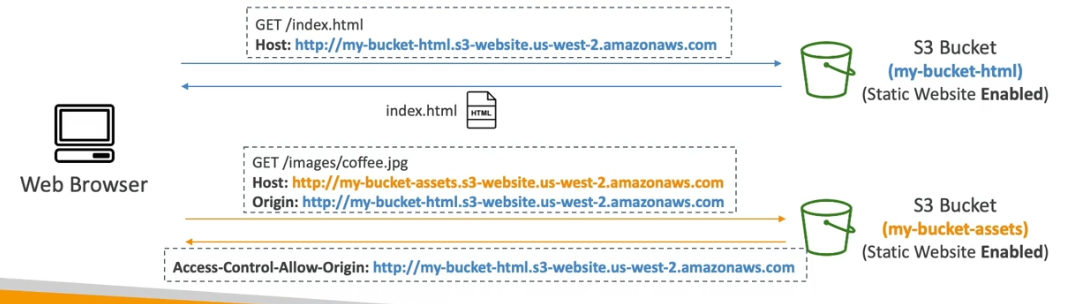 GET /index.html
Host: http://my-bucket-html.s3-website.us-west-2.amazonaws.com
S3 Bucket
(my-bucket-html)
(Static Website Enabled)
index.html
HTML
Web Browser
GET /images/coffee.jpg
Host: http://my-bucket-assets.s3-website.us-west-2.amazonaws.com
Origin: http://my-bucket-html.s3-website.us-west-2.amazonaws.com
S3 Bucket
(my-bucket-assets)
(Static Website Enabled)
Access-Control-Allow-Origin: http://my-bucket-html.s3-website.us-west-2.amazonaws.com